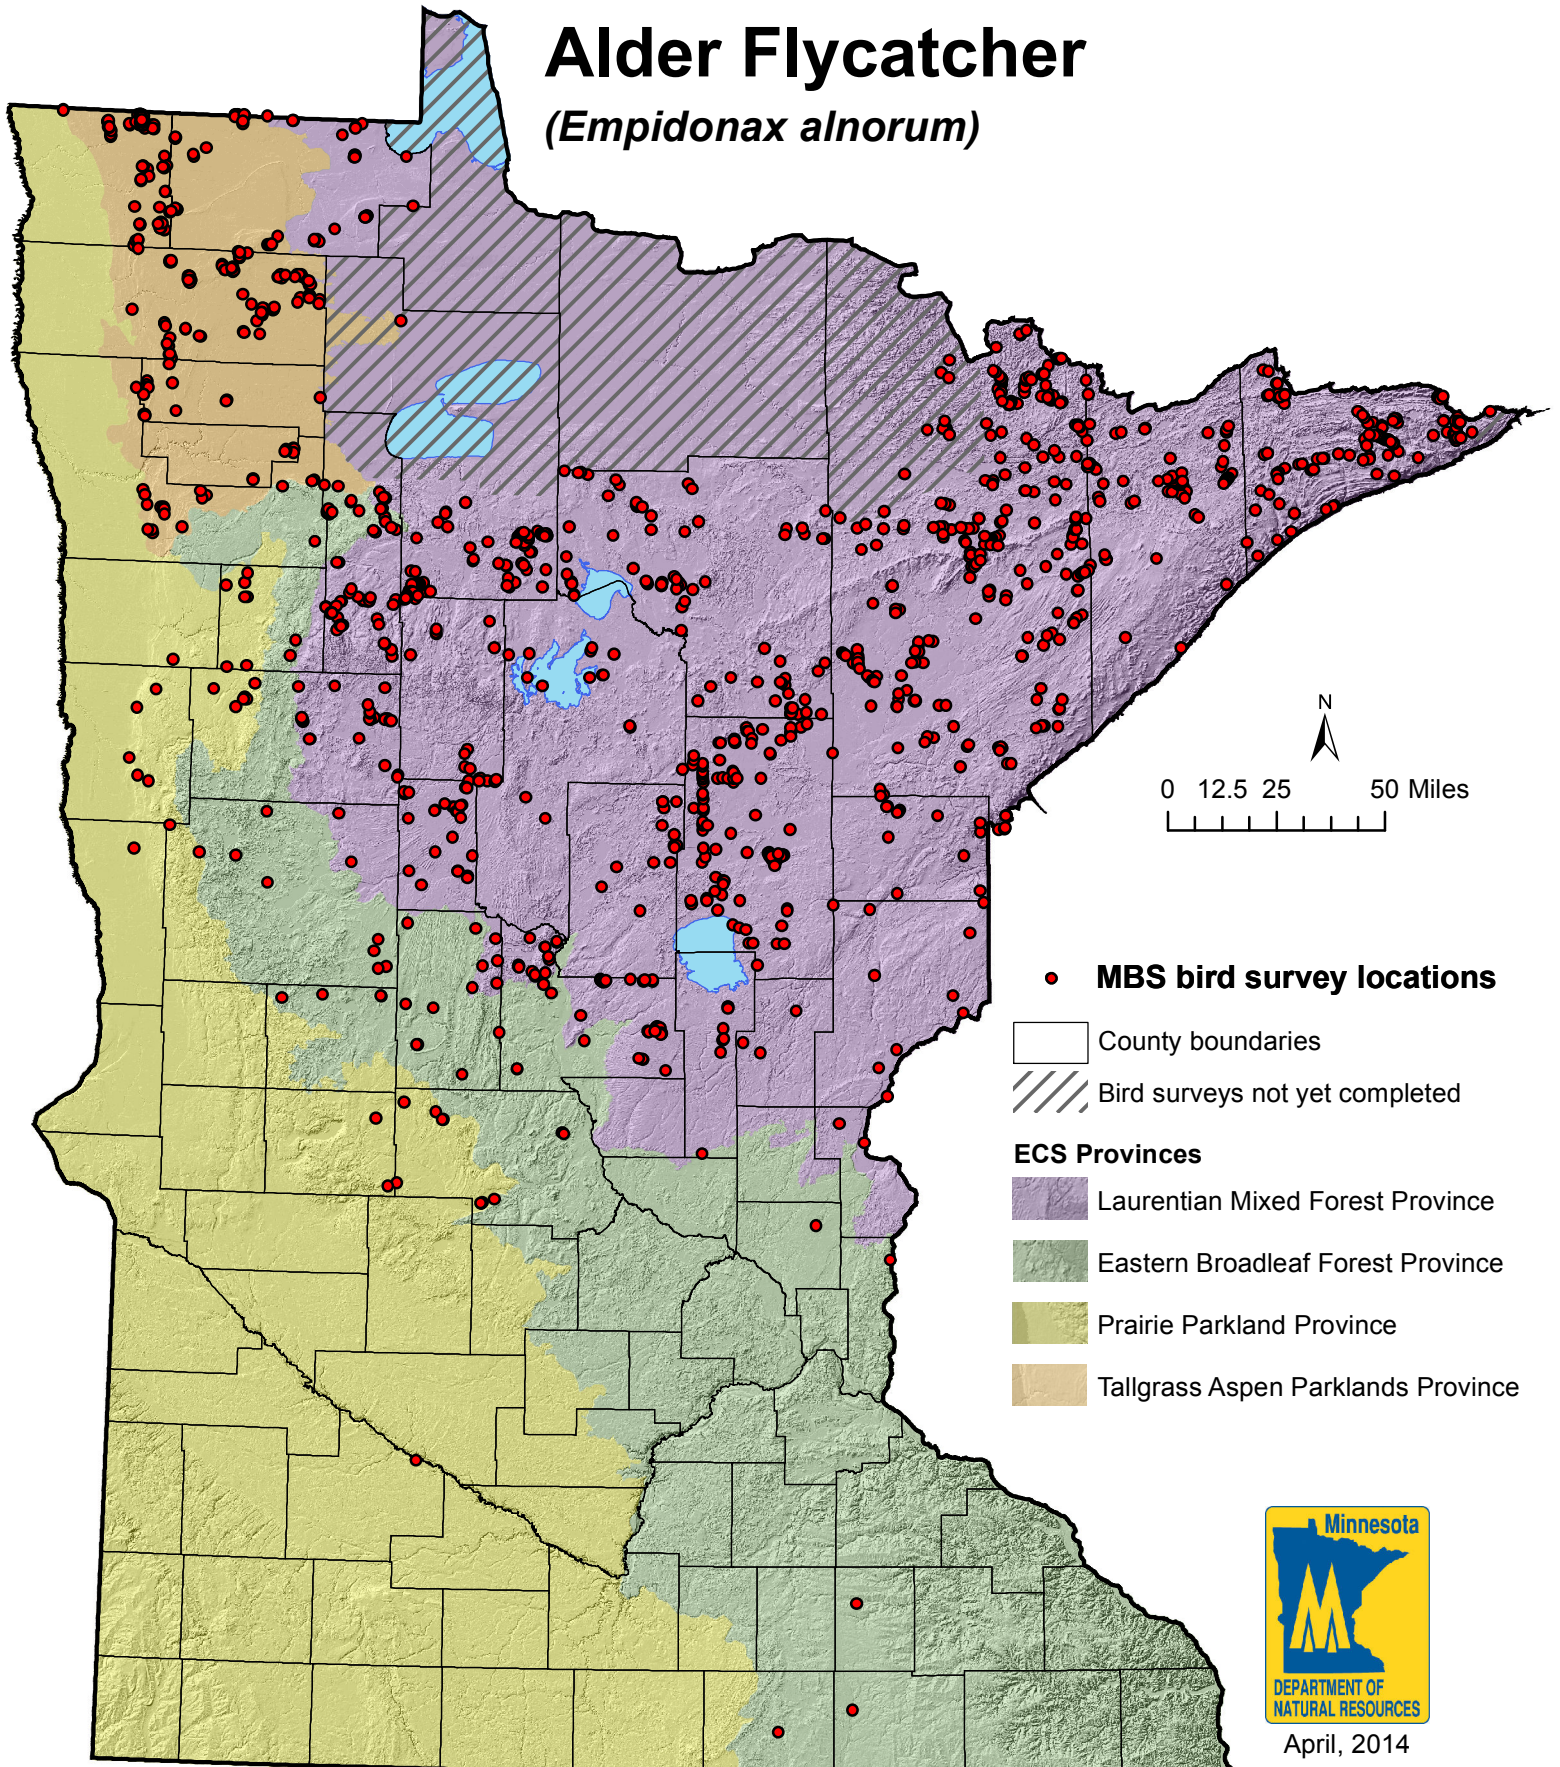 Alder Flycatcher
(Empidonax alnorum)
N
0 12.5 25 50 Miles
MBS bird survey locations
County boundaries
Bird surveys not yet completed
ECS Provinces
Laurentian Mixed Forest Province
Eastern Broadleaf Forest Province
Prairie Parkland Province
Tallgrass Aspen Parklands Province
Minnesota
DEPARTMENT OF
NATURAL RESOURCES
April, 2014